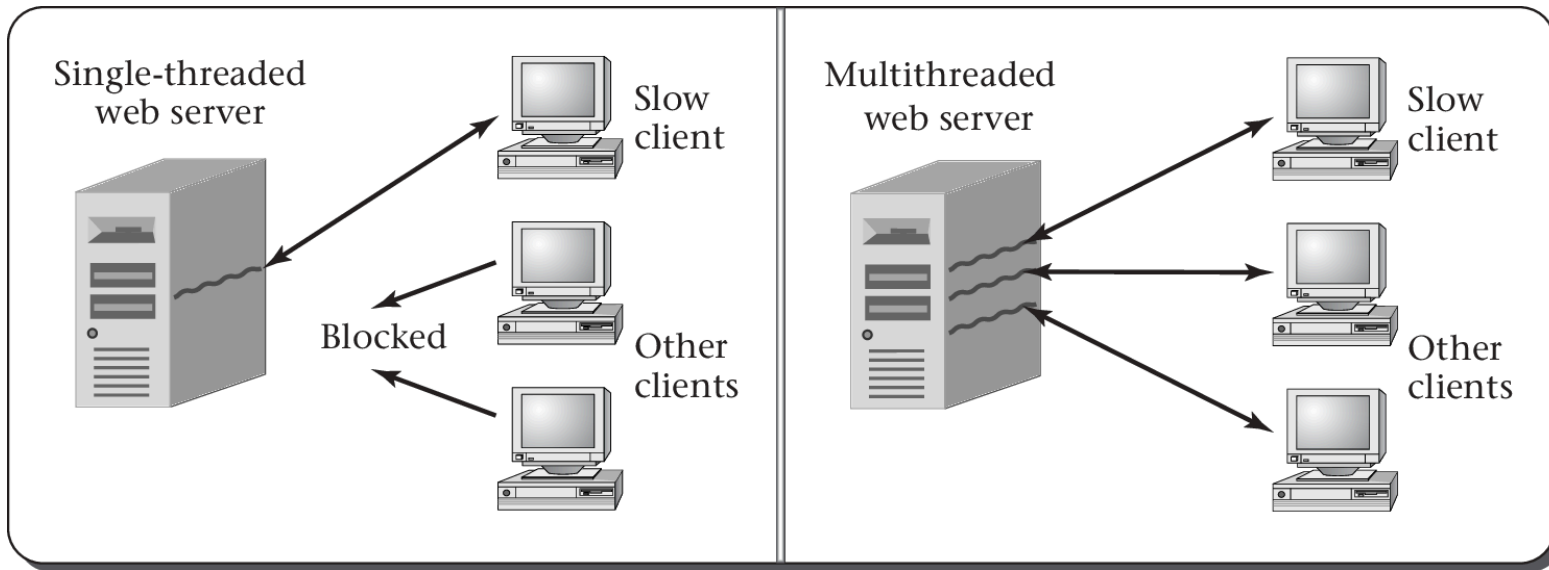 Single-threaded
web server
Slow
client
Blocked
Other
clients
Multithreaded
web server
Slow
client
Other
clients